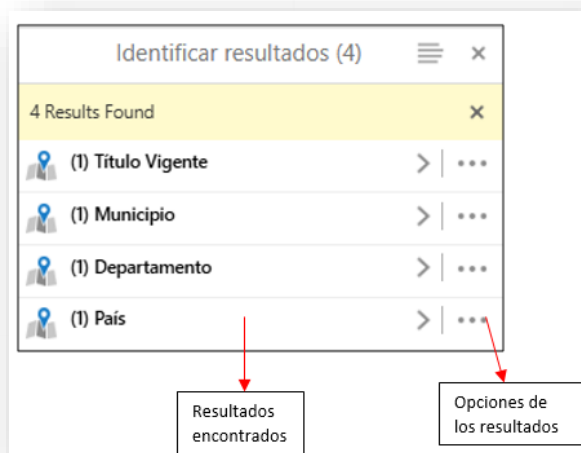 Identificar resultados (4)
4 Results Found
(1) Título Vigente
(1) Municipio
(1) Departamento
(1) País
Resultados
encontrados
Opciones de
los resultados